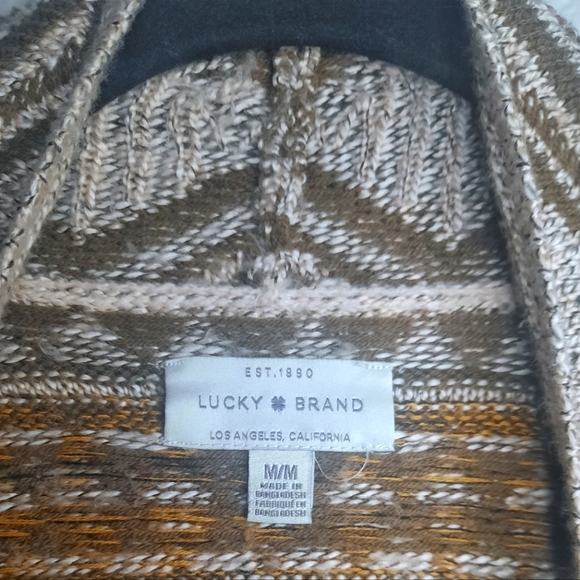 EST.1990
LUCKY BRAND
LOS ANGELES, CALIFORNIA
M/M
MADE IN
BANGLADESH
FABRIQUÉ EN
BANGLADESH